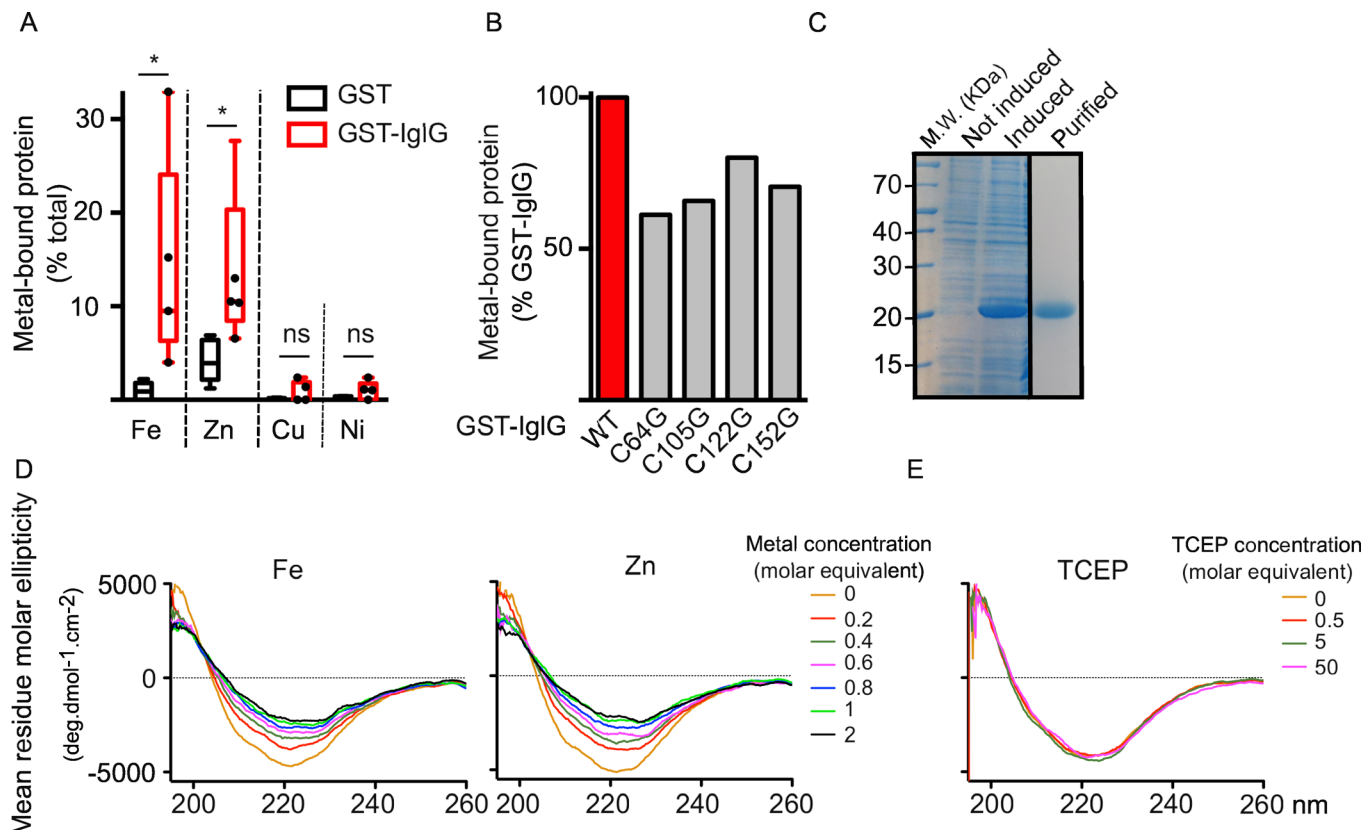 A
Metal-bound protein
(% total)
30
20
10
*
*
ns
ns
GST
GST-IglG
Fe
Zn
Cu
Ni
B
Metal-bound protein
(% GST-IglG)
100
50
GST-IglG
WT
C64G
C105G
C122G
C152G
C
M.W. (KDa)
Not induced
Induced
Purified
70
40
30
20
15
D
Mean residue molar ellipticity
(deg.dmol-1.cm-2)
Fe
5000
0
-5000
200
220
240
260
Zn
200
220
240
260
Metal concentration
(molar equivalent)
0
0.2
0.4
0.6
0.8
1
2
E
TCEP
200
220
240
260 nm
TCEP concentration
(molar equivalent)
0
0.5
5
50